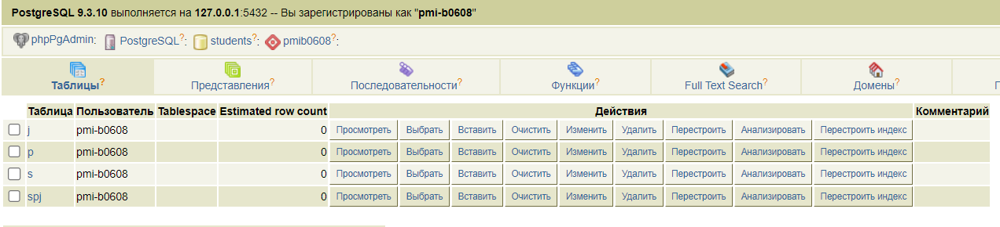 PostgreSQL 9.3.10 выполняется на 127.0.0.1:5432 -- Вы зарегистрированы как "pmi-b0608"
phpPgAdmin: PostgreSQL?: students?: pmib0608?:
Таблицы? Представления? Последовательности? Функции? Full Text Search? Домены?
Таблица Пользователь Tablespace Estimated row count Действия Комментарий
j pmi-b0608 0 Просмотреть Выбрать Вставить Очистить Изменить Удалить Перестроить Анализировать Перестроить индекс
p pmi-b0608 0 Просмотреть Выбрать Вставить Очистить Изменить Удалить Перестроить Анализировать Перестроить индекс
s pmi-b0608 0 Просмотреть Выбрать Вставить Очистить Изменить Удалить Перестроить Анализировать Перестроить индекс
spj pmi-b0608 0 Просмотреть Выбрать Вставить Очистить Изменить Удалить Перестроить Анализировать Перестроить индекс